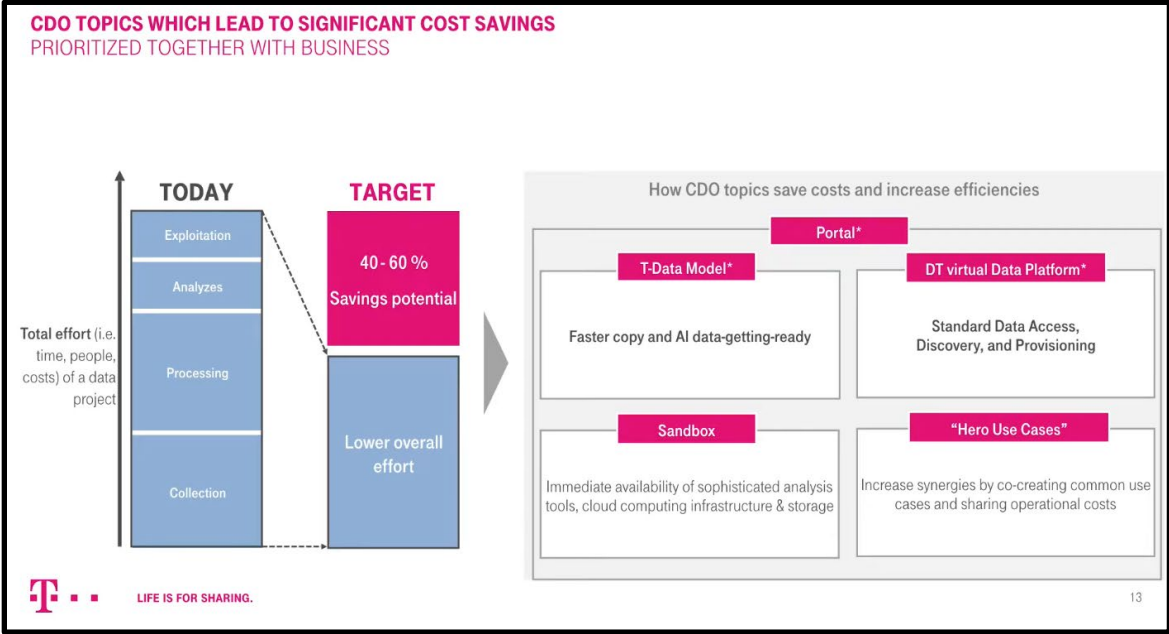 CDO TOPICS WHICH LEAD TO SIGNIFICANT COST SAVINGS
PRIORITIZED TOGETHER WITH BUSINESS
Total effort (i.e.
time, people,
costs) of a data
project
TODAY
Exploitation
Analyzes
Processing
Collection
TARGET
40-60 %
Savings potential
Lower overall
effort
How CDO topics save costs and increase efficiencies
Portal*
T-Data Model*
Faster copy and AI data-getting-ready
DT virtual Data Platform*
Standard Data Access,
Discovery, and Provisioning
Sandbox
Immediate availability of sophisticated analysis
tools, cloud computing infrastructure & storage
“Hero Use Cases”
Increase synergies by co-creating common use
cases and sharing operational costs
T
LIFE IS FOR SHARING.
13